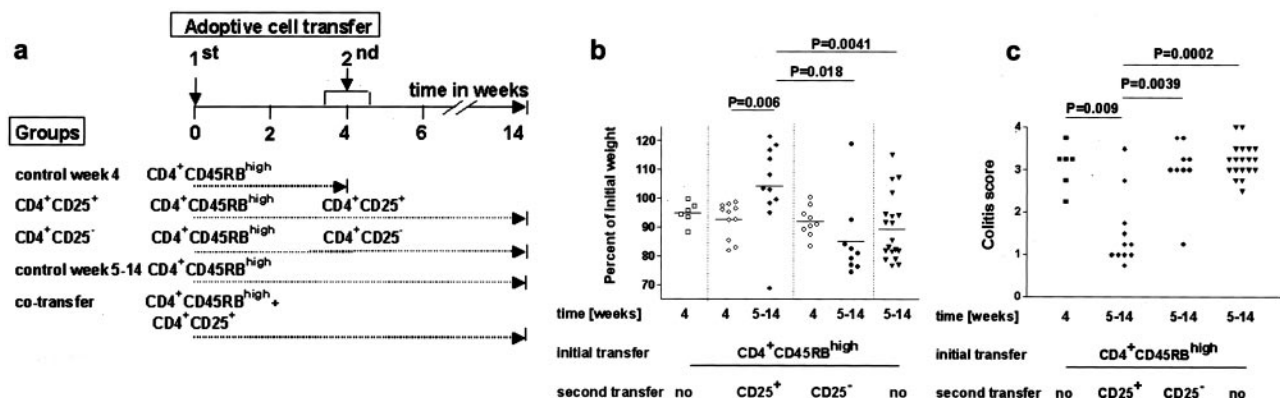 a
Adoptive cell transfer
1st 2nd
time in weeks
0 2 4 6 14
Groups
control week 4 CD4+CD45RBhigh
CD4+CD25+ CD4+CD45RBhigh CD4+CD25+
CD4+CD25- CD4+CD45RBhigh CD4+CD25-
control week 5-14 CD4+CD45RBhigh
co-transfer CD4+CD45RBhigh+
CD4+CD25+
b
P=0.0041
P=0.018
P=0.006
Percent of initial weight
120
110
100
90
80
70
time [weeks] 4 4 5-14 4 5-14 5-14
initial transfer CD4+CD45RBhigh
second transfer no CD25+ CD25- no
c
P=0.0002
P=0.0039
P=0.009
Colitis score
4
3
2
1
0
time [weeks] 4 5-14 5-14 5-14
initial transfer CD4+CD45RBhigh
second transfer no CD25+ CD25- no